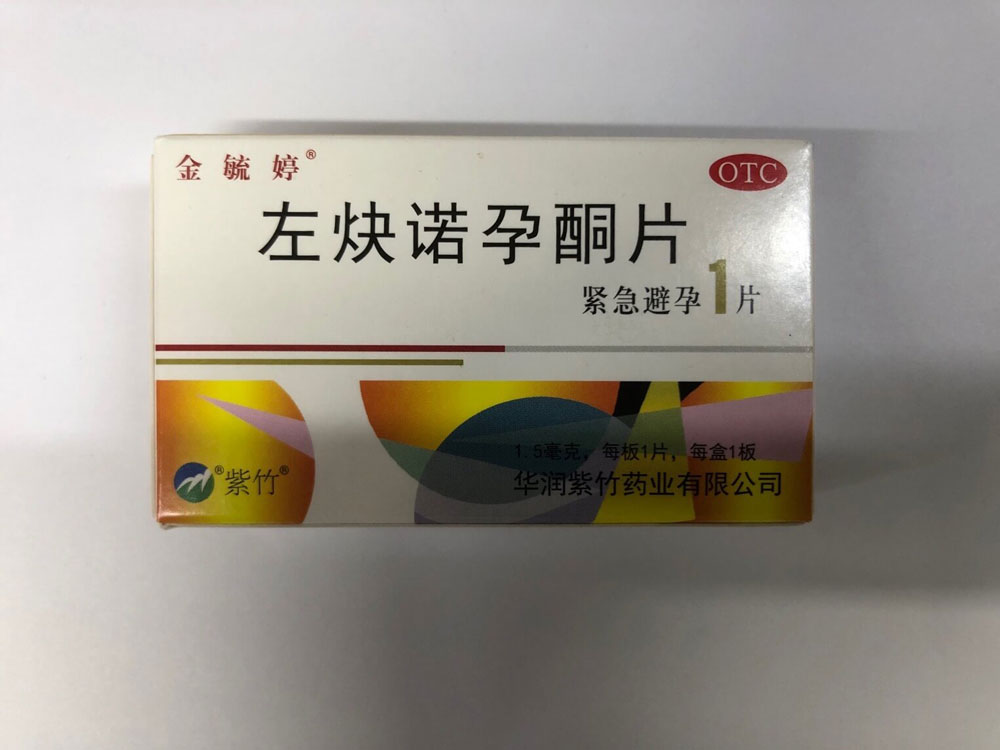 金毓婷®
OTC
左炔诺孕酮片
紧急避孕1片
1.5毫克，每板1片，每盒1板
®紫竹®
华润紫竹药业有限公司